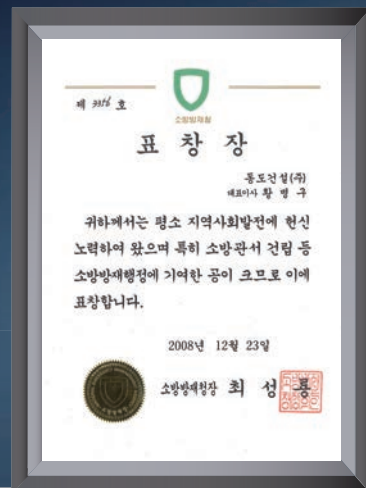 제 3356 호
소방방재청
표 창 장
동도건설(주)
대표이사 황 병 구
귀하께서는 평소 지역사회발전에 헌신
노력하여 왔으며 특히 소방관서 건립 등
소방방재행정에 기여한 공이 크므로 이에
표창합니다.
2008년 12월 23일
소방방재청장 최 성 룡